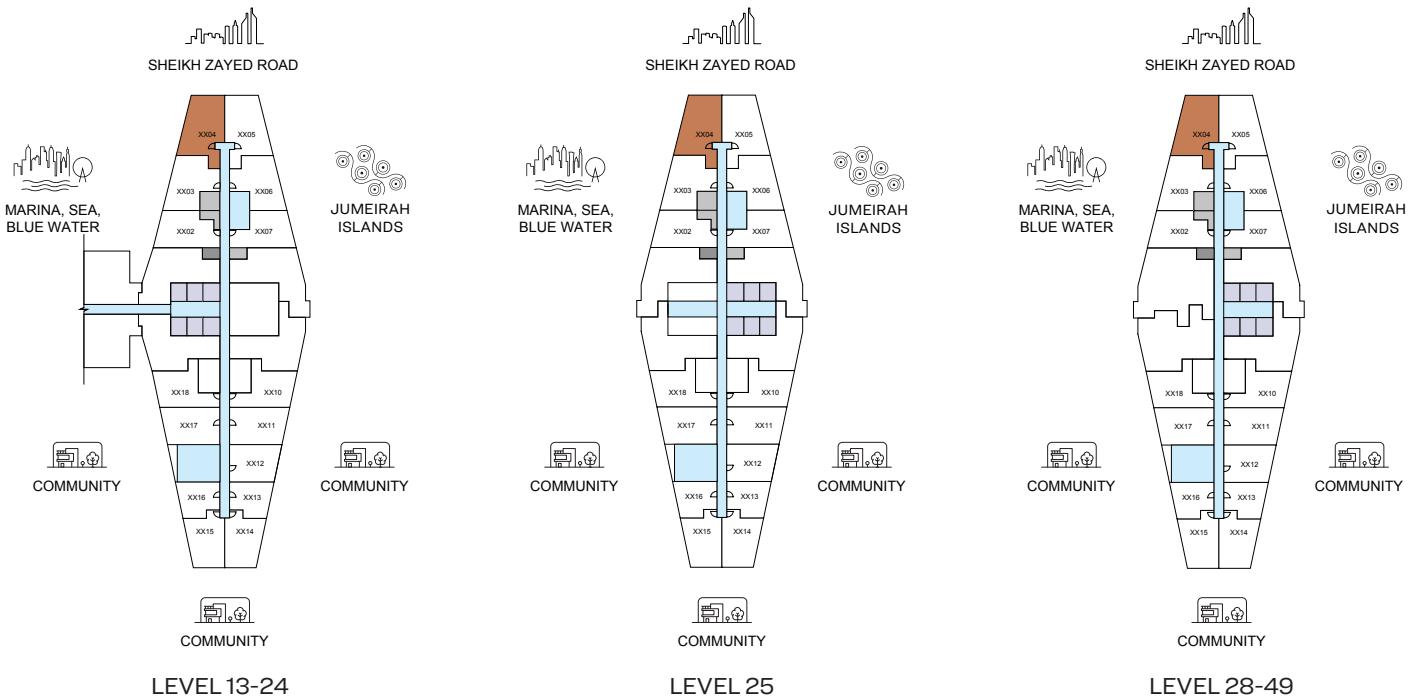 SHEIKH ZAYED ROAD
XX04 XX05
MARINA, SEA,
BLUE WATER
JUMEIRAH
ISLANDS
XX03 XX06
XX02 XX07
XX18 XX10
XX17 XX11
XX12
COMMUNITY
COMMUNITY
XX16 XX13
XX15 XX14
COMMUNITY
LEVEL 13-24
SHEIKH ZAYED ROAD
XX04 XX05
MARINA, SEA,
BLUE WATER
JUMEIRAH
ISLANDS
XX03 XX06
XX02 XX07
XX18 XX10
XX17 XX11
XX12
COMMUNITY
COMMUNITY
XX16 XX13
XX15 XX14
COMMUNITY
LEVEL 25
SHEIKH ZAYED ROAD
XX04 XX05
MARINA, SEA,
BLUE WATER
JUMEIRAH
ISLANDS
XX03 XX06
XX02 XX07
XX18 XX10
XX17 XX11
XX12
COMMUNITY
COMMUNITY
XX16 XX13
XX15 XX14
COMMUNITY
LEVEL 28-49